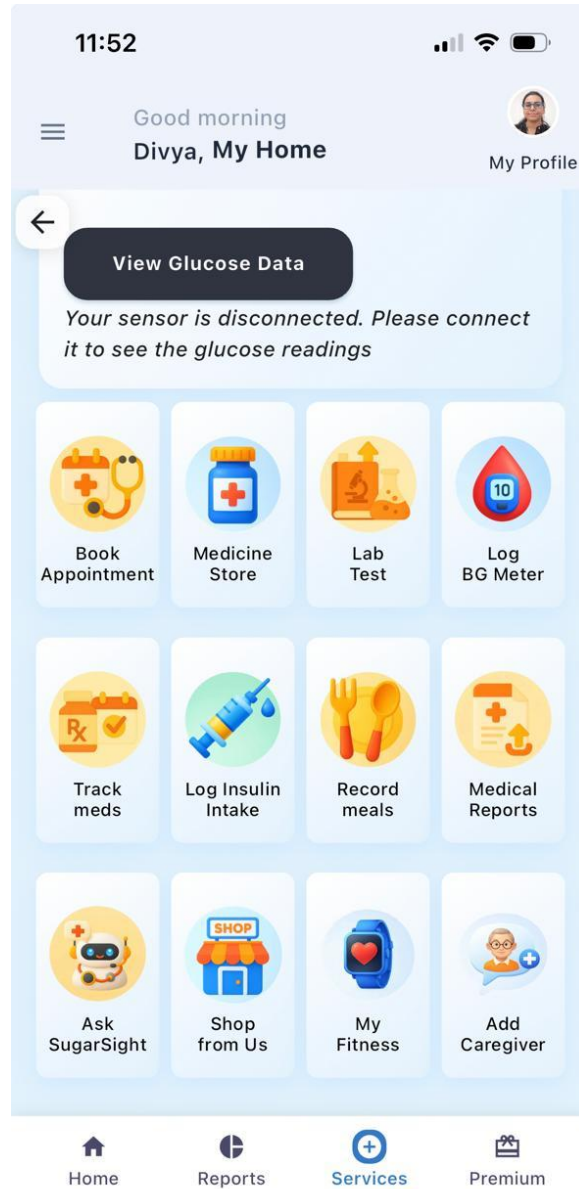 11:52
Good morning
Divya, My Home
My Profile
View Glucose Data
Your sensor is disconnected. Please connect
it to see the glucose readings
Book
Appointment
Medicine
Store
Lab
Test
10
Log
BG Meter
Rx
Track
meds
Log Insulin
Intake
Record
meals
Medical
Reports
Ask
SugarSight
SHOP
Shop
from Us
My
Fitness
Add
Caregiver
Home
Reports
Services
Premium